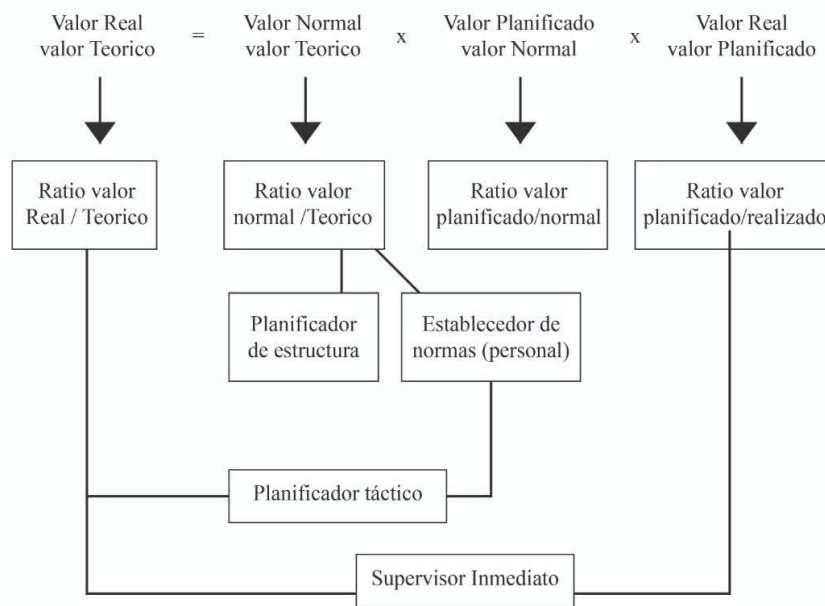 Valor Real = Valor Normal x Valor Planificado x Valor Real
valor Teorico valor Teorico valor Normal valor Planificado
Ratio valor
Real / Teorico
Ratio valor
normal /Teorico
Ratio valor
planificado/normal
Ratio valor
planificado/realizado
Planificador
de estructura
Establecedor de
normas (personal)
Planificador táctico
Supervisor Inmediato